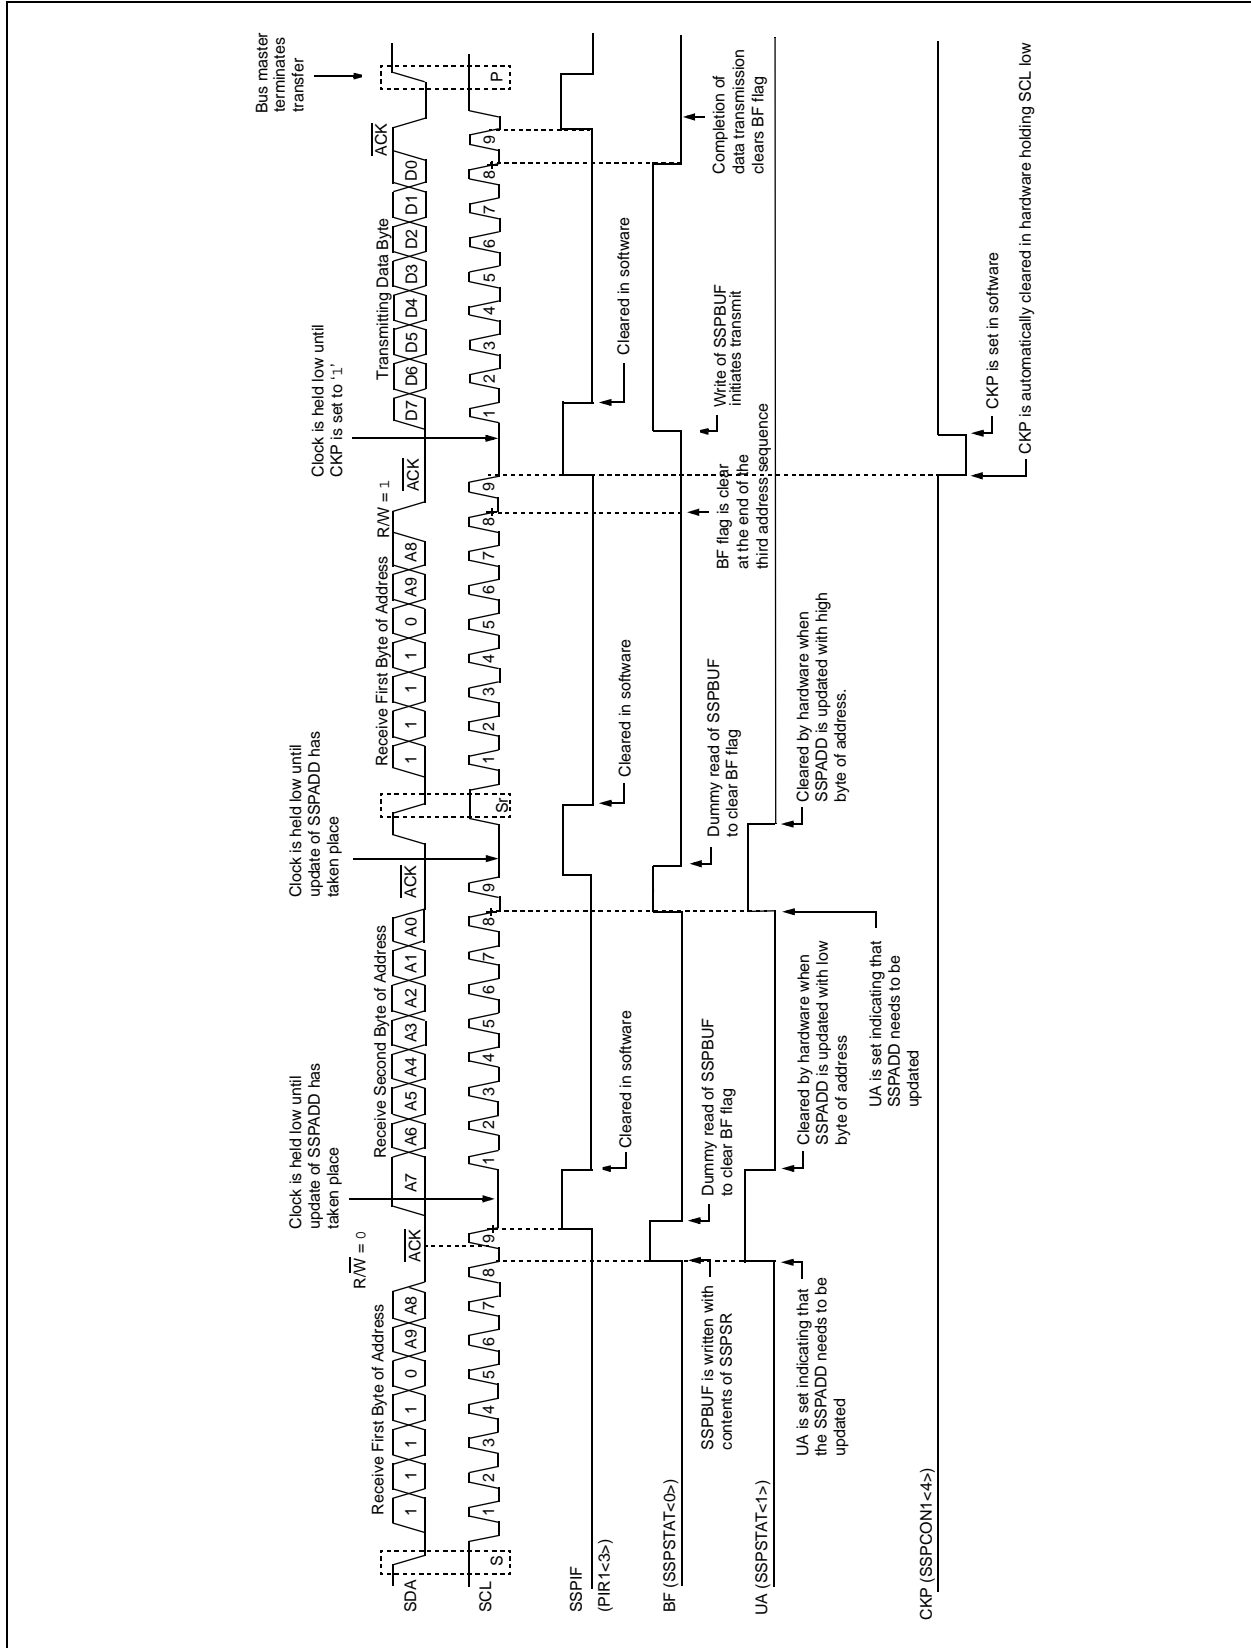 Bus master
terminates
transfer
Clock is held low until
CKP is set to ‘1’
Clock is held low until
update of SSPADD has
taken place
Clock is held low until
update of SSPADD has
taken place
R/W = 0
R/W = 1
Receive First Byte of Address
ACK
Receive Second Byte of Address
ACK
Receive First Byte of Address
ACK
Transmitting Data Byte
ACK
SDA
1 1 1 1 0 A9 A8 A7 A6 A5 A4 A3 A2 A1 A0 1 1 1 1 0 A9 A8 D7 D6 D5 D4 D3 D2 D1 D0
SCL
S 1 2 3 4 5 6 7 8 9 1 2 3 4 5 6 7 8 9 Sr 1 2 3 4 5 6 7 8 9 1 2 3 4 5 6 7 8 9 P
SSPIF
(PIR1<3>)
Cleared in software
Cleared in software
Cleared in software
BF (SSPSTAT<0>)
SSPBUF is written with
contents of SSPSR
Dummy read of SSPBUF
to clear BF flag
Dummy read of SSPBUF
to clear BF flag
BF flag is clear
at the end of the
third address sequence
Write of SSPBUF
initiates transmit
Completion of
data transmission
clears BF flag
UA (SSPSTAT<1>)
UA is set indicating that
the SSPADD needs to be
updated
Cleared by hardware when
SSPADD is updated with low
byte of address
UA is set indicating that
SSPADD needs to be
updated
Cleared by hardware when
SSPADD is updated with high
byte of address.
CKP (SSPCON1<4>)
CKP is set in software
CKP is automatically cleared in hardware holding SCL low